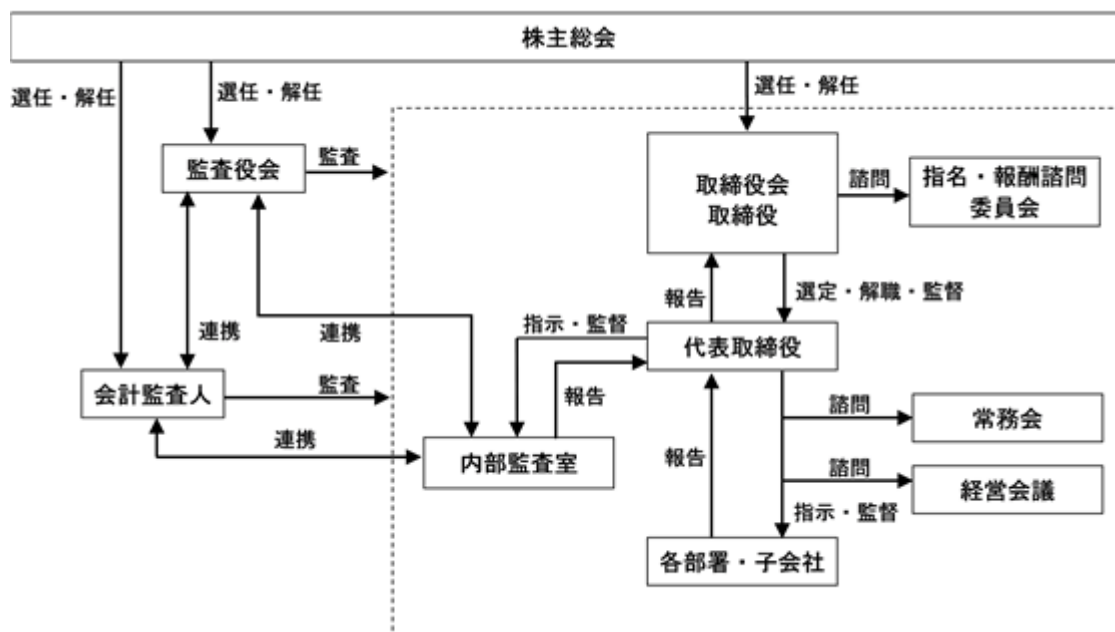 株主総会
選任・解任
選任・解任
選任・解任
監査役会
監査
取締役会
取締役
諮問
指名・報酬諮問
委員会
報告
選定・解職・監督
連携
連携
指示・監督
代表取締役
会計監査人
監査
報告
諮問
常務会
連携
内部監査室
報告
諮問
経営会議
指示・監督
各部署・子会社